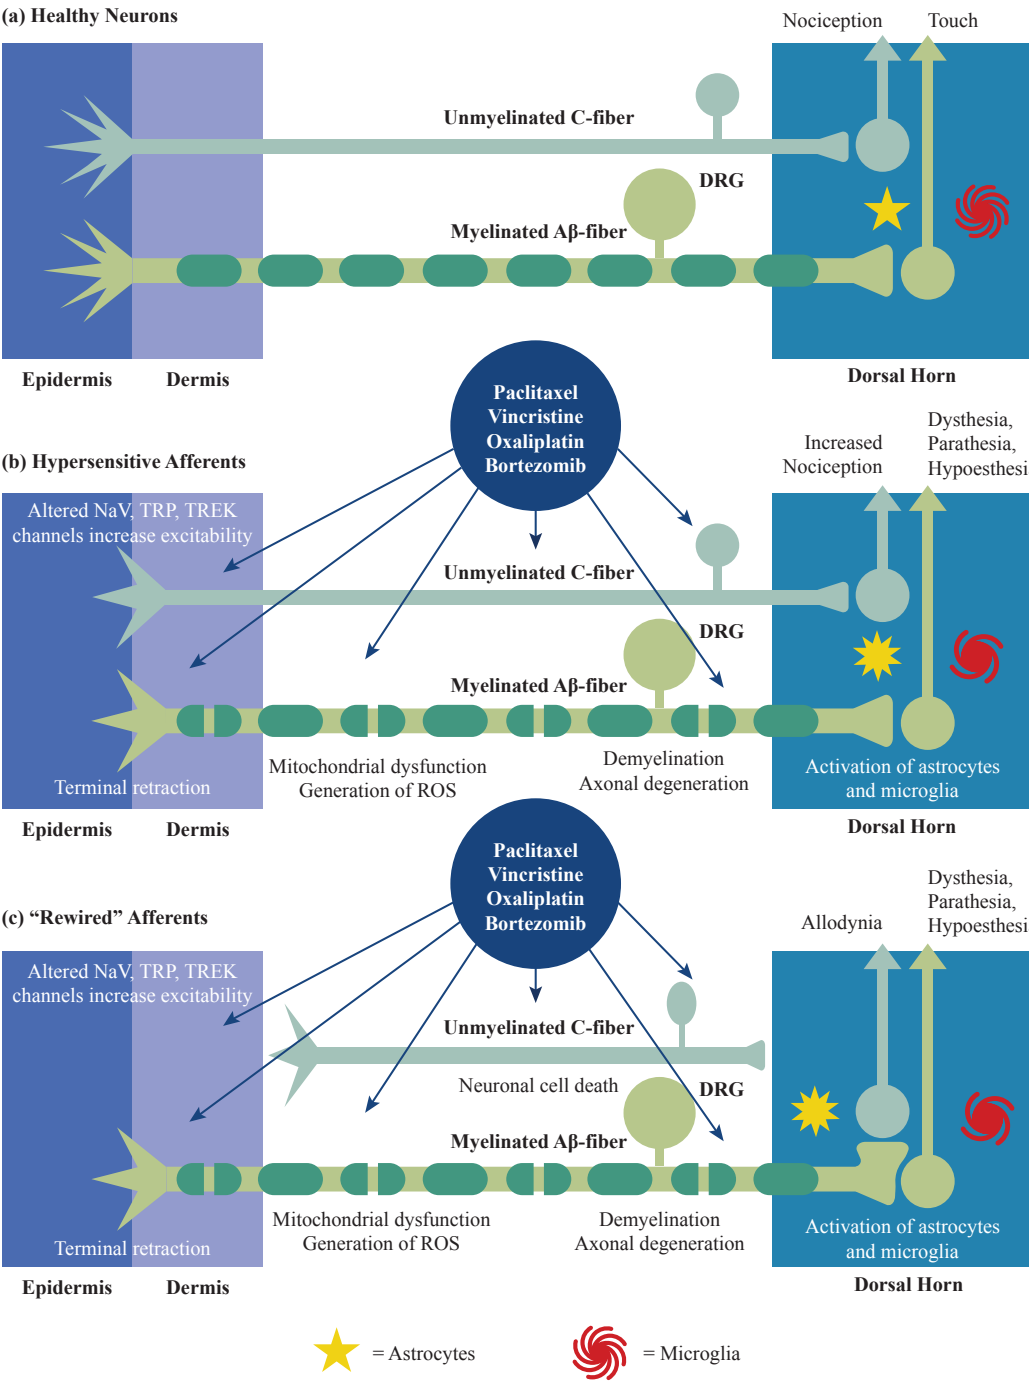 (a) Healthy Neurons
Nociception
Touch
Unmyelinated C-fiber
DRG
Myelinated Aβ-fiber
Epidermis
Dermis
Dorsal Horn
Paclitaxel
Vincristine
Oxaliplatin
Bortezomib
(b) Hypersensitive Afferents
Increased
Nociception
Dysthesia,
Parathesia,
Hypoesthesi
Altered NaV, TRP, TREK
channels increase excitability
Unmyelinated C-fiber
DRG
Myelinated Aβ-fiber
Terminal retraction
Mitochondrial dysfunction
Generation of ROS
Demyelination
Axonal degeneration
Activation of astrocytes
and microglia
Epidermis
Dermis
Dorsal Horn
Paclitaxel
Vincristine
Oxaliplatin
Bortezomib
(c) “Rewired” Afferents
Allodynia
Dysthesia,
Parathesia,
Hypoesthesi
Altered NaV, TRP, TREK
channels increase excitability
Unmyelinated C-fiber
Neuronal cell death
DRG
Myelinated Aβ-fiber
Terminal retraction
Mitochondrial dysfunction
Generation of ROS
Demyelination
Axonal degeneration
Activation of astrocytes
and microglia
Epidermis
Dermis
Dorsal Horn
= Astrocytes
= Microglia